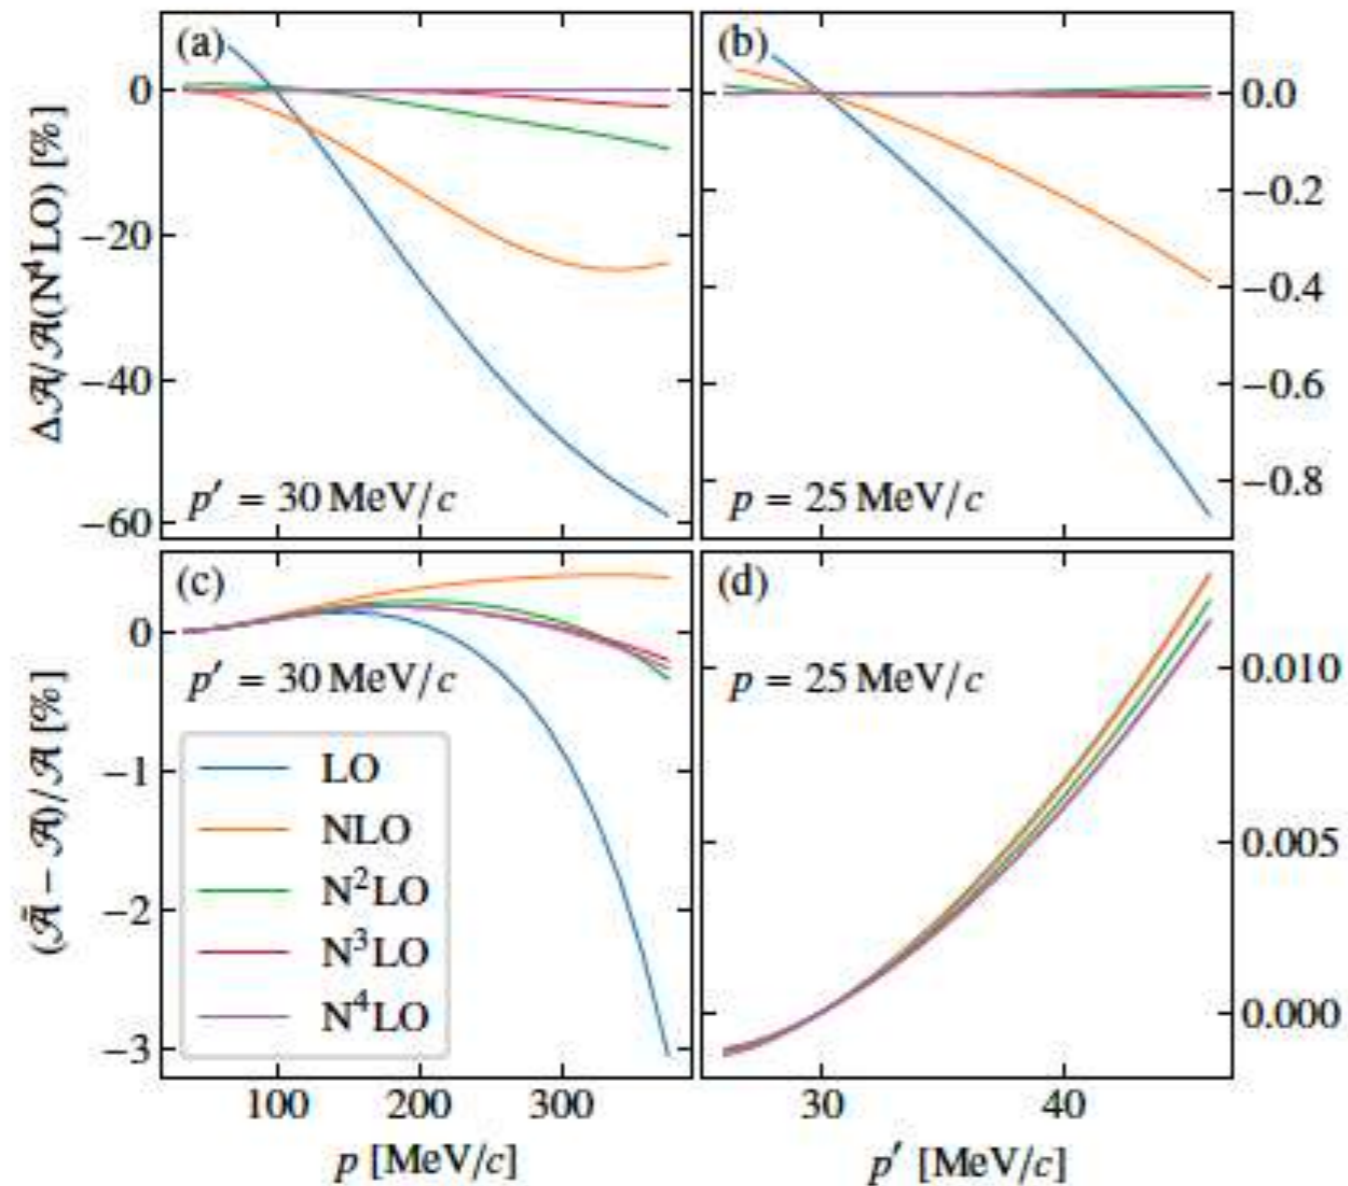 (a)
(b)
0
−20
−40
−60
0.0
−0.2
−0.4
−0.6
−0.8
Δ𝒜/𝒜(N⁴LO) [%]
p′ = 30 MeV/c
p = 25 MeV/c
(c)
(d)
0
−1
−2
−3
0.010
0.005
0.000
(𝒜̄ − 𝒜)/𝒜 [%]
p′ = 30 MeV/c
p = 25 MeV/c
LO
NLO
N²LO
N³LO
N⁴LO
100 200 300
30 40
p [MeV/c]
p′ [MeV/c]